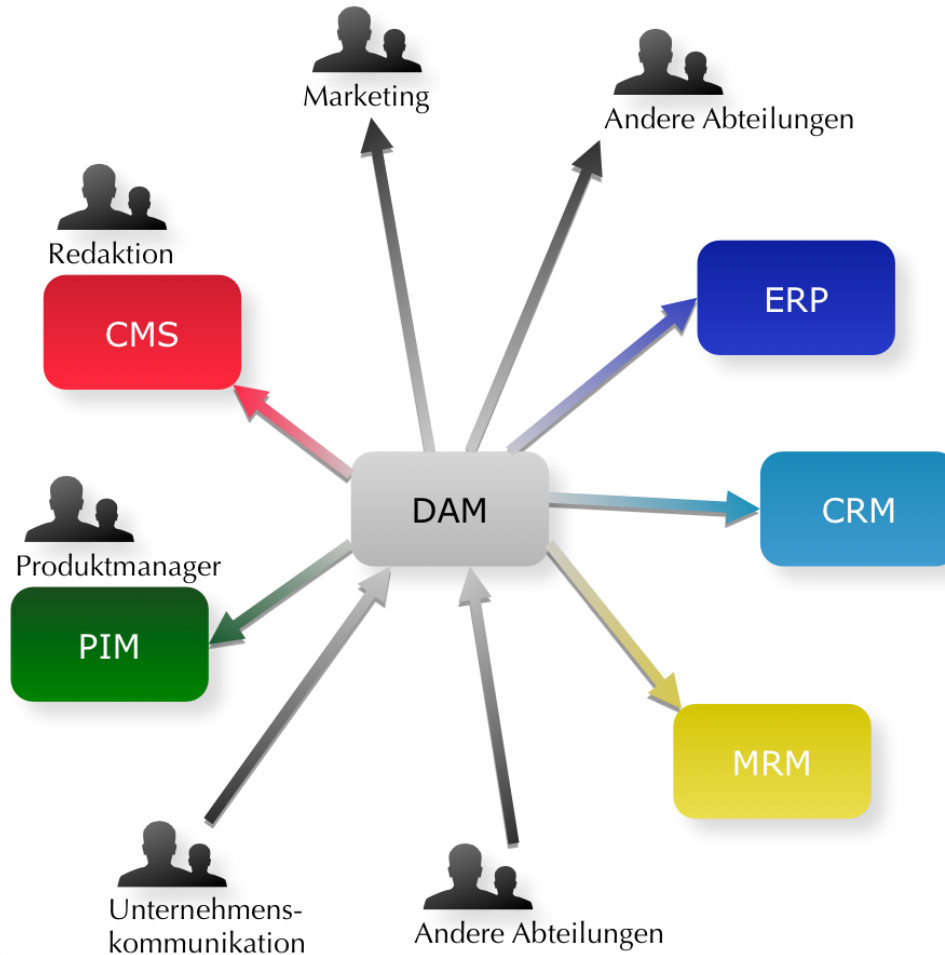 Marketing
Andere Abteilungen
Redaktion
CMS
ERP
DAM
CRM
Produktmanager
PIM
MRM
Unternehmens-
kommunikation
Andere Abteilungen